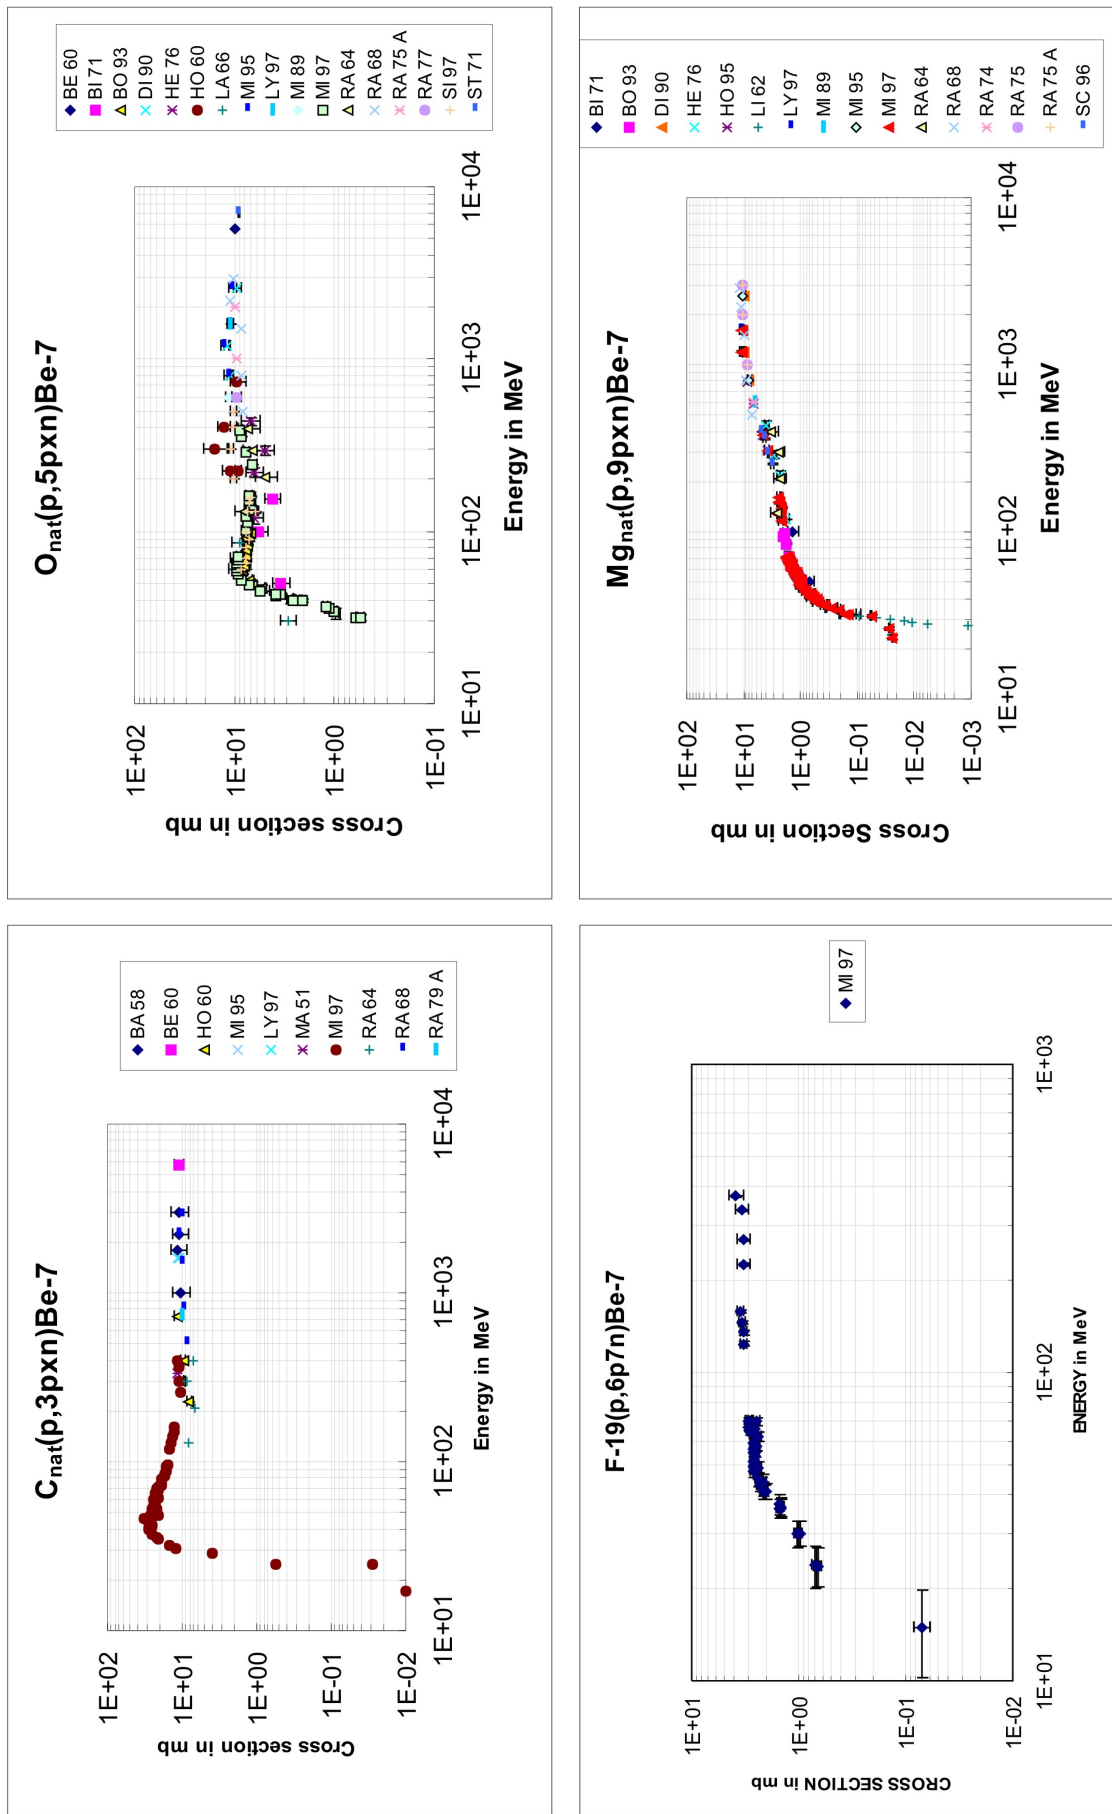 Cnat(p,3pxn)Be-7
1E+02
1E+01
1E+00
1E-01
1E-02
Cross section in mb
1E+01
1E+02
1E+03
1E+04
Energy in MeV
BA 58
BE 60
HO 60
MI 95
LY 97
MA 51
MI 97
RA 64
RA 68
RA 79 A
Onat(p,5pxn)Be-7
1E+02
1E+01
1E+00
1E-01
Cross section in mb
1E+01
1E+02
1E+03
1E+04
Energy in MeV
BE 60
BI 71
BO 93
DI 90
HE 76
HO 60
LA 66
MI 95
LY 97
MI 89
MI 97
RA 64
RA 68
RA 75 A
RA 77
SI 97
ST 71
F-19(p,6p7n)Be-7
1E+01
1E+00
1E-01
1E-02
CROSS SECTION in mb
1E+01
1E+02
1E+03
ENERGY in MeV
MI 97
Mgnat(p,9pxn)Be-7
1E+02
1E+01
1E+00
1E-01
1E-02
1E-03
Cross Section in mb
1E+01
1E+02
1E+03
1E+04
Energy in MeV
BI 71
BO 93
DI 90
HE 76
HO 95
LI 62
LY 97
MI 89
MI 95
MI 97
RA 64
RA 68
RA 74
RA 75
RA 75 A
SC 96